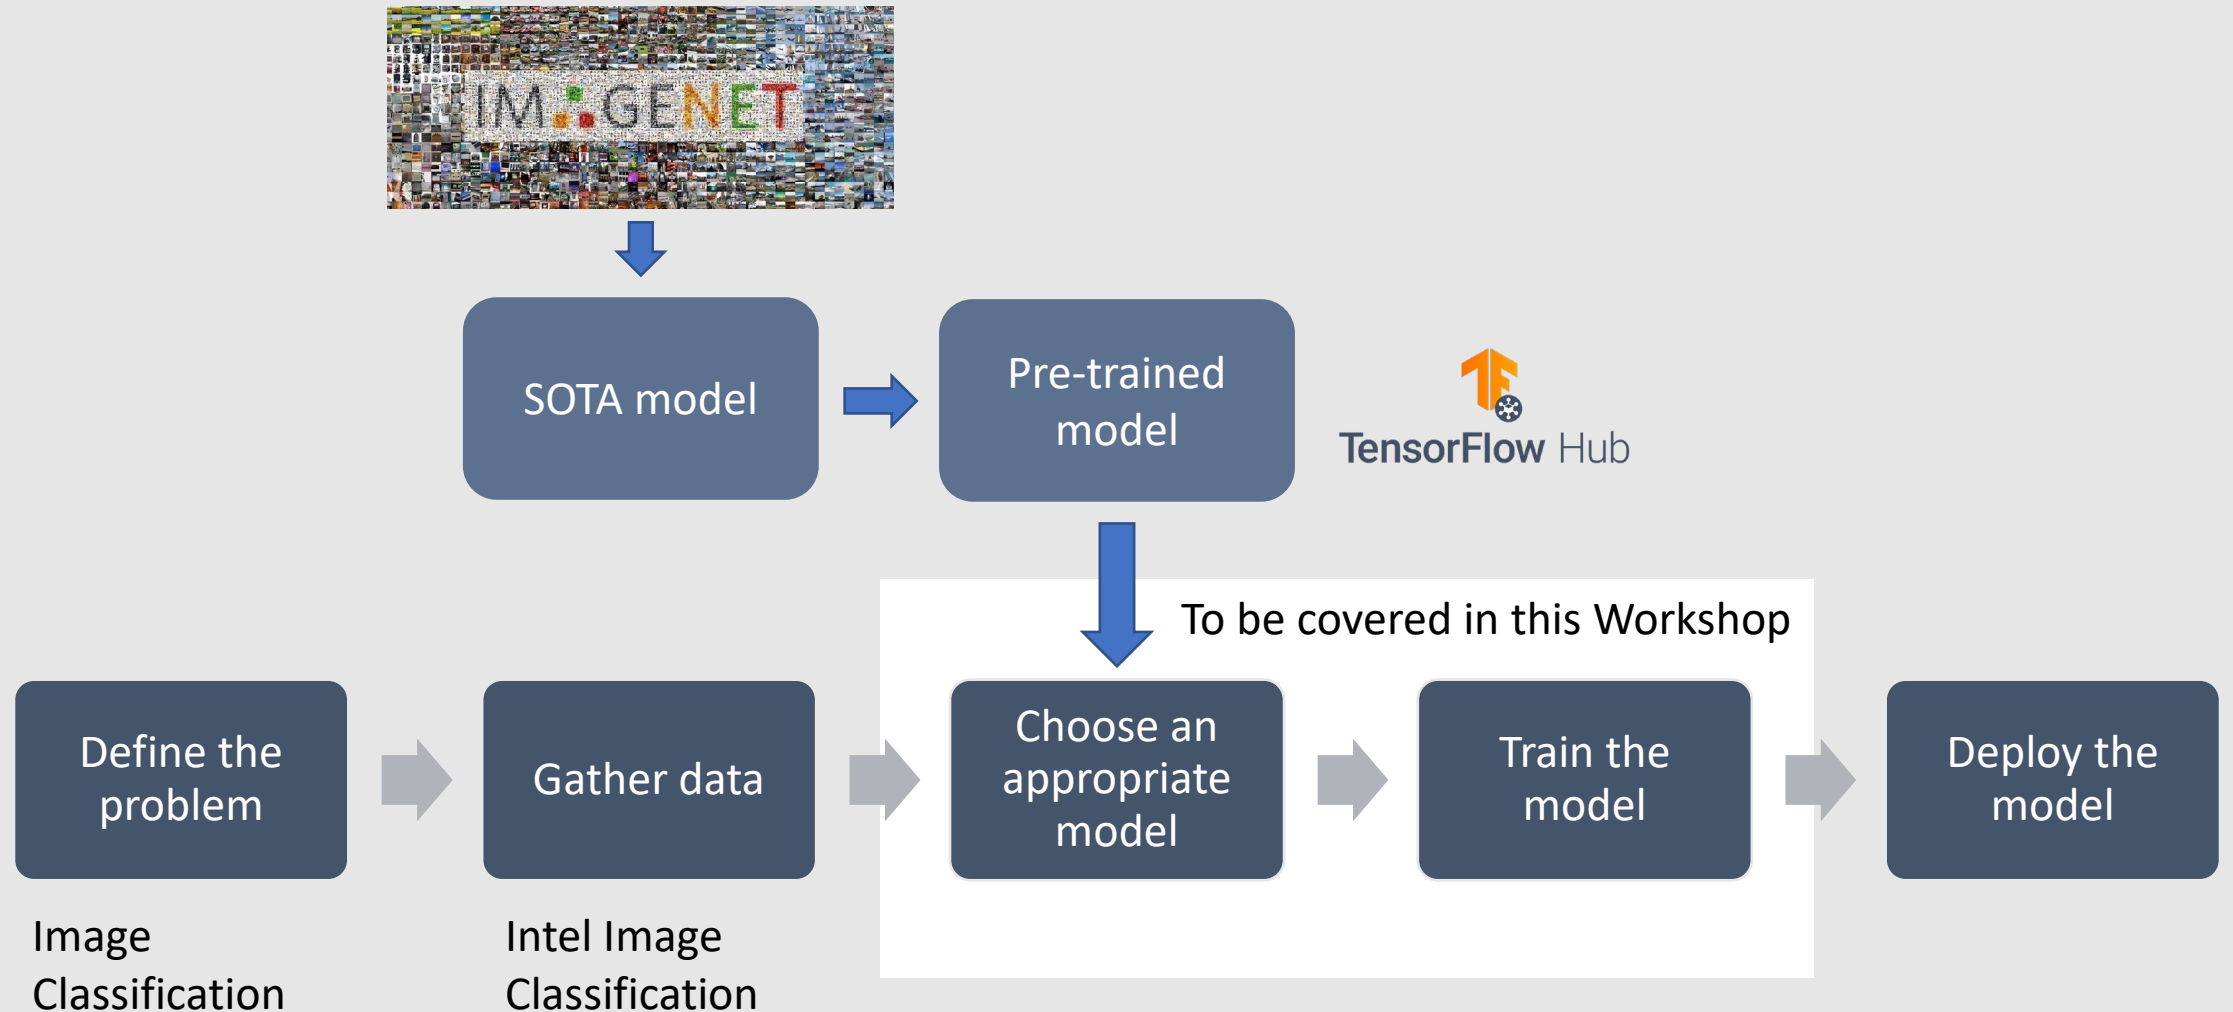 IMAGENET
SOTA model
Pre-trained
model
TensorFlow Hub
To be covered in this Workshop
Define the
problem
Gather data
Choose an
appropriate
model
Train the
model
Deploy the
model
Image
Classification
Intel Image
Classification